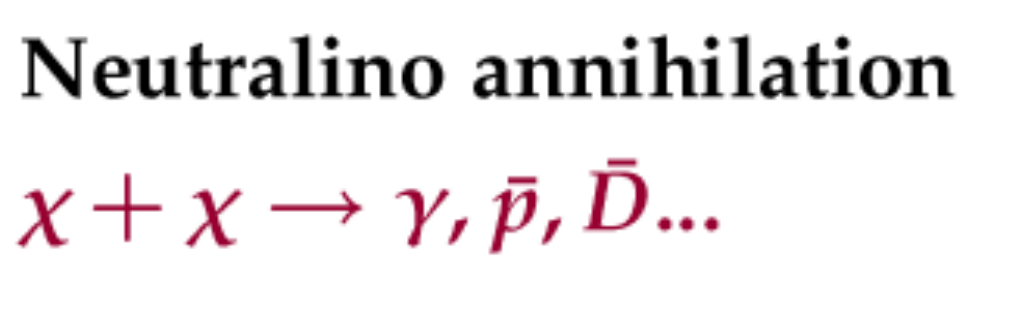 Neutralino annihilation
χ + χ → γ, p̄, D̄...